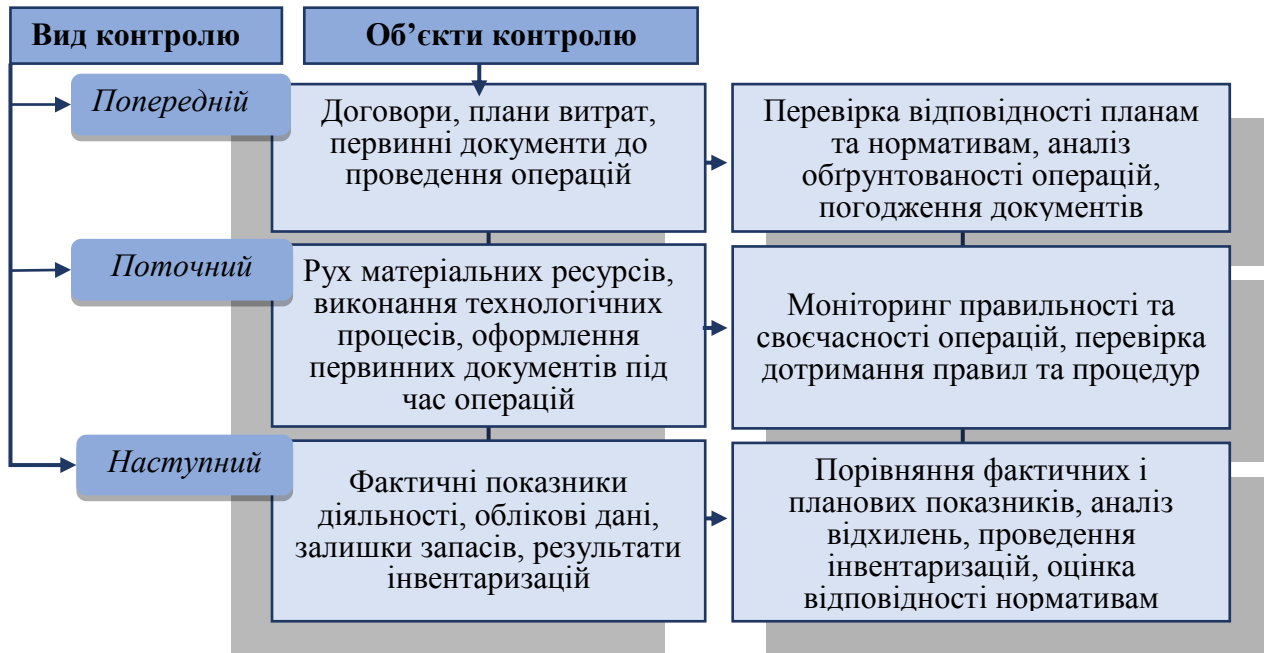 Вид контролю
Об’єкти контролю
Попередній
Договори, плани витрат,
первинні документи до
проведення операцій
Перевірка відповідності планам
та нормативам, аналіз
обґрунтованості операцій,
погодження документів
Поточний
Рух матеріальних ресурсів,
виконання технологічних
процесів, оформлення
первинних документів під
час операцій
Моніторинг правильності та
своєчасності операцій, перевірка
дотримання правил та процедур
Наступний
Фактичні показники
діяльності, облікові дані,
залишки запасів, результати
інвентаризацій
Порівняння фактичних і
планових показників, аналіз
відхилень, проведення
інвентаризацій, оцінка
відповідності нормативам